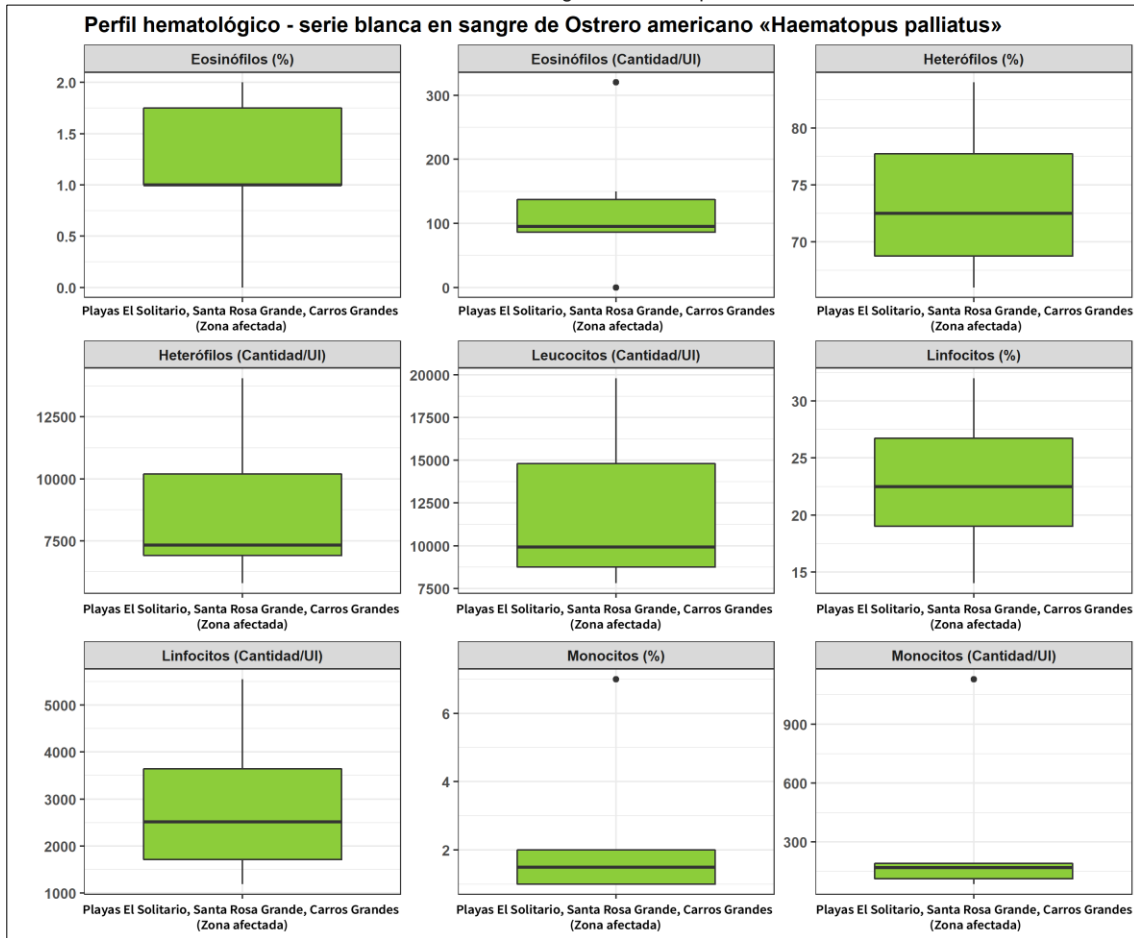 Perfil hematológico - serie blanca en sangre de Ostrero americano «Haematopus palliatus»
Eosinófilos (%)
2.0
1.5
1.0
0.5
0.0
Playas El Solitario, Santa Rosa Grande, Carros Grandes
(Zona afectada)
Eosinófilos (Cantidad/UI)
300
200
100
0
Playas El Solitario, Santa Rosa Grande, Carros Grandes
(Zona afectada)
Heterófilos (%)
80
75
70
Playas El Solitario, Santa Rosa Grande, Carros Grandes
(Zona afectada)
Heterófilos (Cantidad/UI)
12500
10000
7500
Playas El Solitario, Santa Rosa Grande, Carros Grandes
(Zona afectada)
Leucocitos (Cantidad/UI)
20000
17500
15000
12500
10000
7500
Playas El Solitario, Santa Rosa Grande, Carros Grandes
(Zona afectada)
Linfocitos (%)
30
25
20
15
Playas El Solitario, Santa Rosa Grande, Carros Grandes
(Zona afectada)
Linfocitos (Cantidad/UI)
5000
4000
3000
2000
1000
Playas El Solitario, Santa Rosa Grande, Carros Grandes
(Zona afectada)
Monocitos (%)
6
4
2
Playas El Solitario, Santa Rosa Grande, Carros Grandes
(Zona afectada)
Monocitos (Cantidad/UI)
900
600
300
Playas El Solitario, Santa Rosa Grande, Carros Grandes
(Zona afectada)